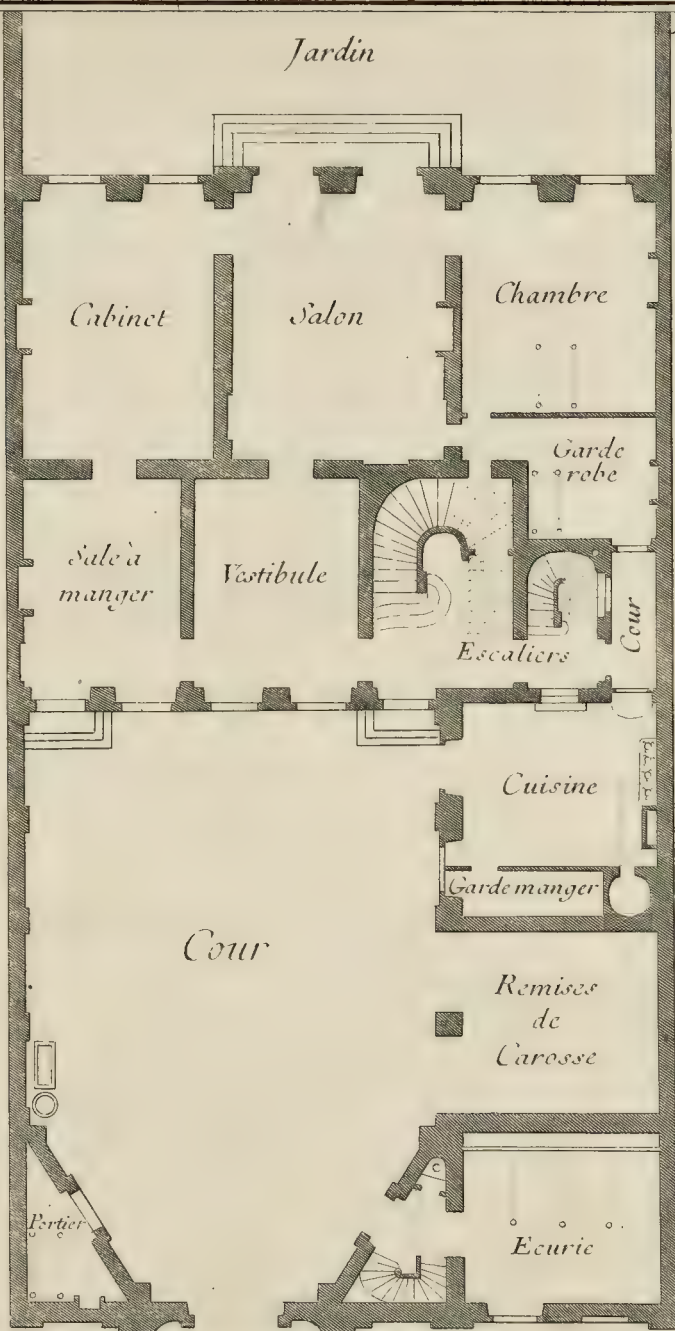 Jardin
Cabinet
Salon
Chambre
Garde
robe
Sale à
manger
Vestibule
Escaliers
Cour
Cuisine
Garde manger
Cour
Remises
de
Carosse
Portier
Ecurie